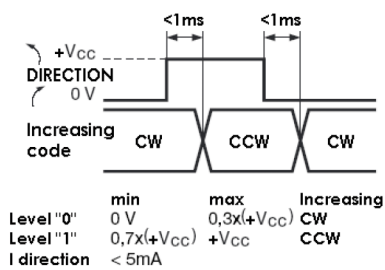 <1ms <1ms
+Vcc
DIRECTION
0 V
Increasing code CW CCW CW
min max Increasing
Level "0" 0 V 0,3x(+Vcc) CW
Level "1" 0,7x(+Vcc) +Vcc CCW
I direction < 5mA